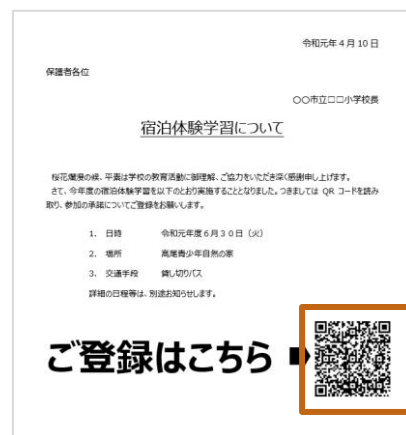 令和元年4月10日
保護者各位
○○市立□□小学校長
宿泊体験学習について
桜花爛漫の候、平素は学校の教育活動に御理解、ご協力をいただき深く感謝申し上げます。
さて、今年度の宿泊体験学習を以下のとおり実施することとなりました。つきましては QR コードを読み
取り、参加の承諾についてご登録をお願いします。
1. 日時 令和元年度6月30日（火）
2. 場所 高尾青少年自然の家
3. 交通手段 貸し切りバス
詳細の日程等は、別途お知らせします。
ご登録はこちら ➡